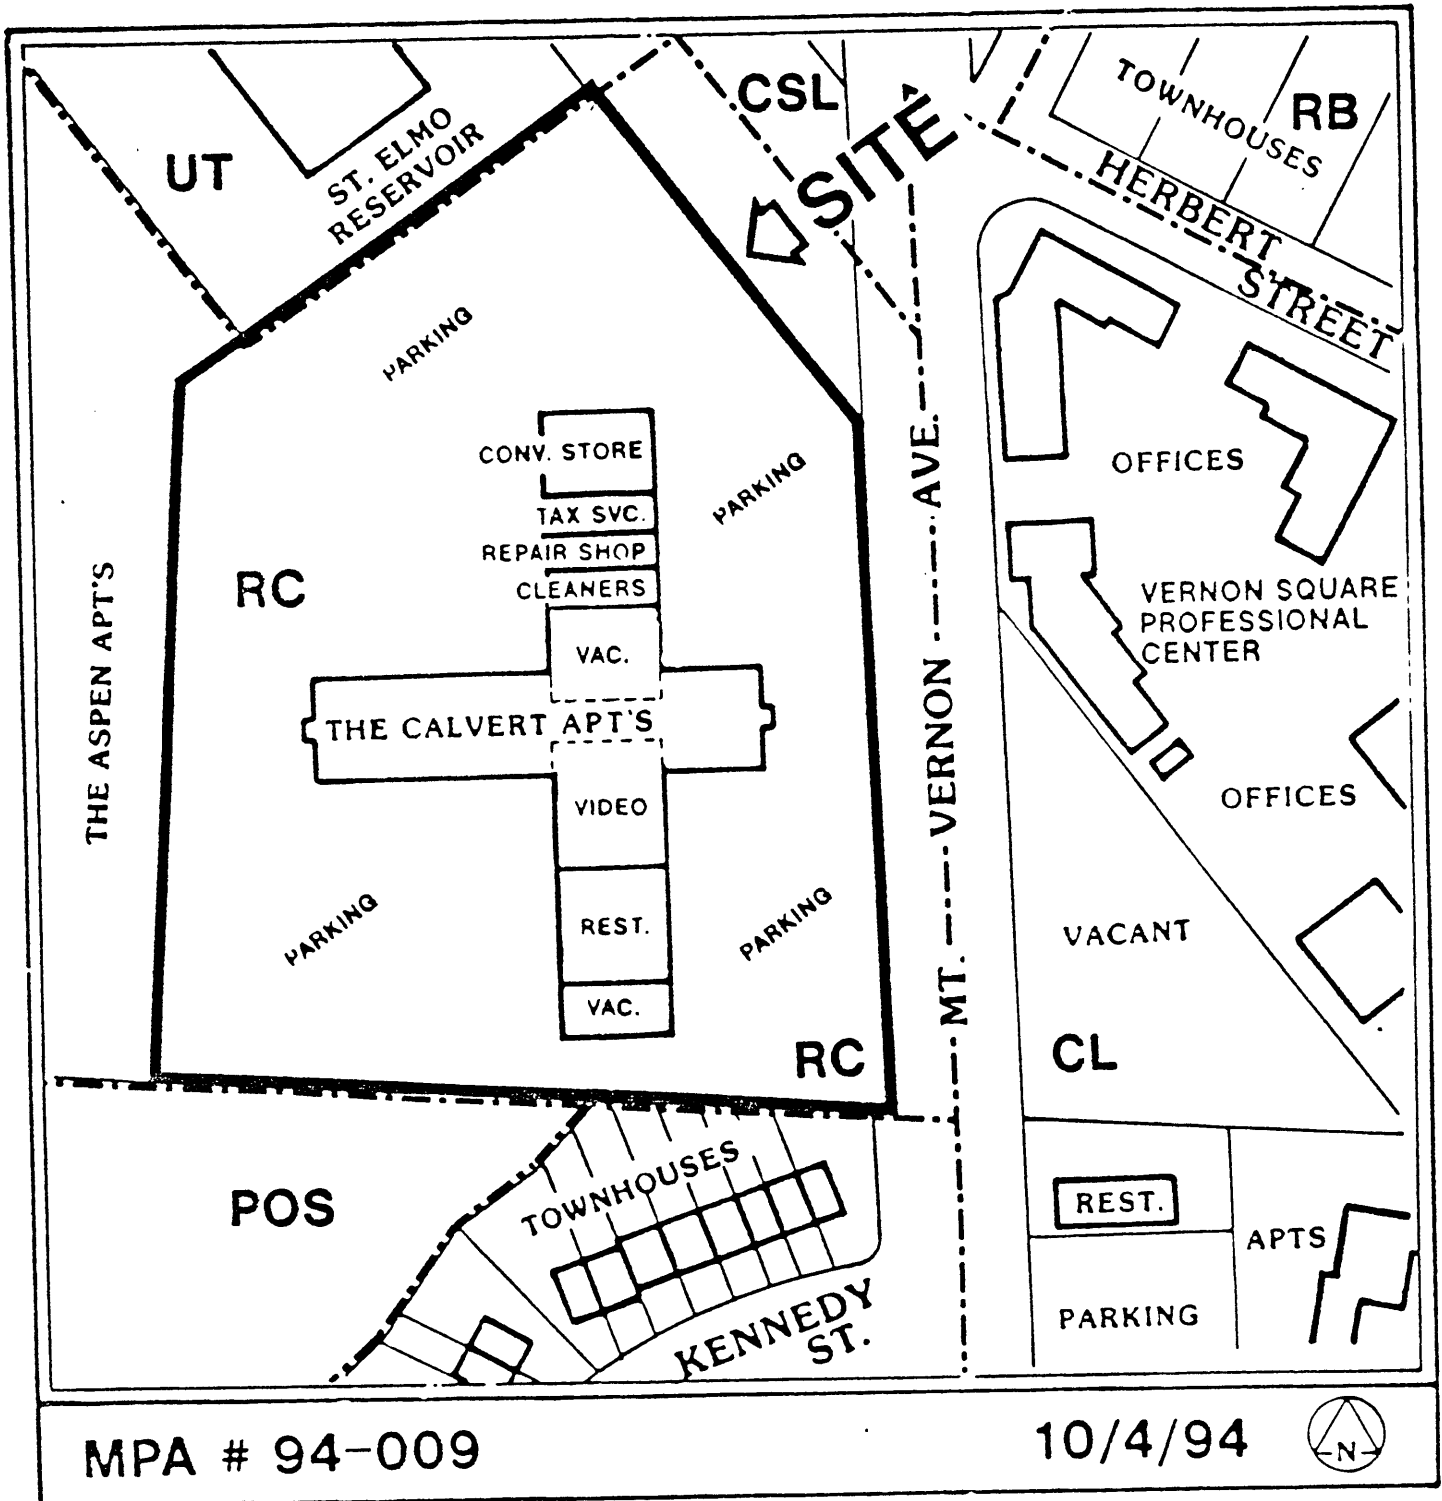 UT
ST. ELMO
RESERVOIR
CSL
SITE
TOWNHOUSES
RB
HERBERT
STREET
PARKING
CONV. STORE
TAX SVC.
REPAIR SHOP
CLEANERS
VAC.
THE CALVERT APT'S
VIDEO
REST.
VAC.
PARKING
PARKING
PARKING
RC
RC
THE ASPEN APT'S
MT. VERNON AVE.
OFFICES
VERNON SQUARE
PROFESSIONAL
CENTER
OFFICES
VACANT
CL
POS
TOWNHOUSES
KENNEDY
ST.
REST.
APTS
PARKING
MPA # 94-009
10/4/94
N